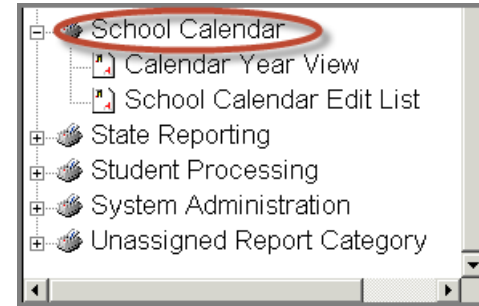 School Calendar
Calendar Year View
School Calendar Edit List
State Reporting
Student Processing
System Administration
Unassigned Report Category